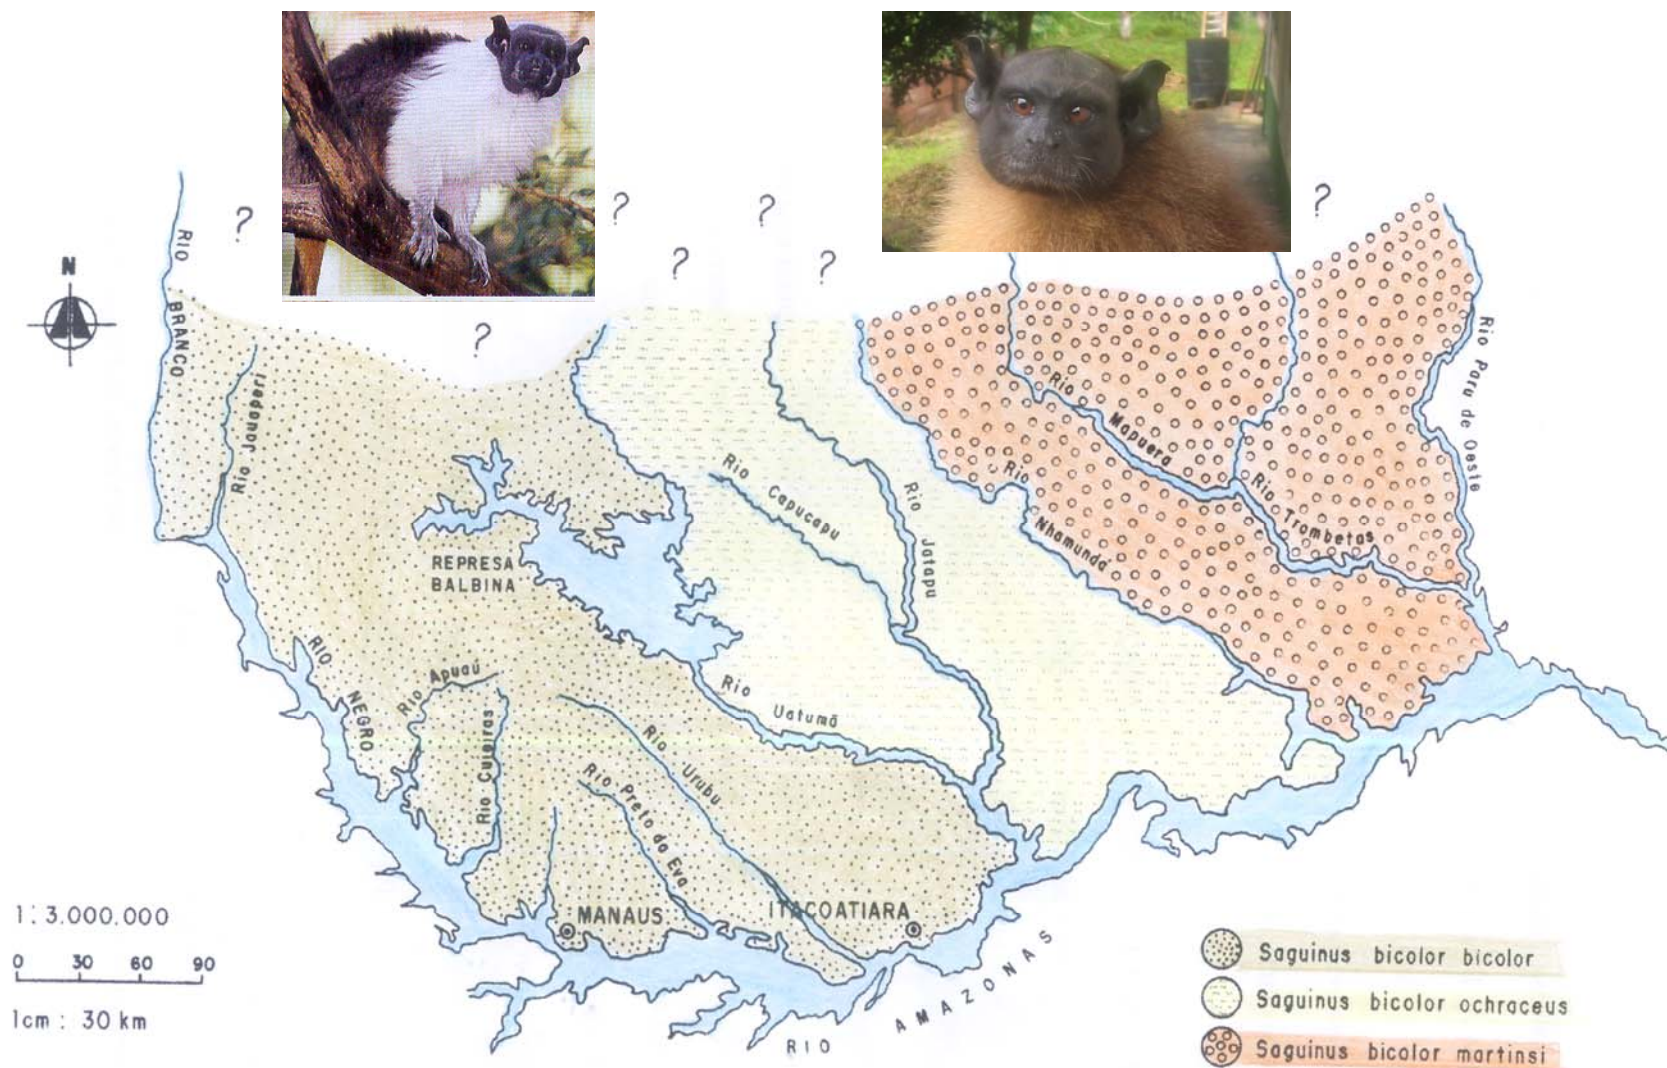 ?
?
?
?
?
?
?
N
RIO
BRANCO
Rio Jauaperi
REPRESA
BALBINA
Rio Capucapu
Rio Jatapu
Rio Nhamundá
Rio
Mapuera
Rio
Trombetas
Rio Paru de Oeste
RIO
NEGRO
Rio Apuaú
Rio Cuieiras
Rio
Urubu
Rio Preto da Eva
Rio
Uatumã
MANAUS
ITACOATIARA
RIO AMAZONAS
1:3.000.000
0 30 60 90
1cm : 30 km
Saguinus bicolor bicolor
Saguinus bicolor ochraceus
Saguinus bicolor martinsi